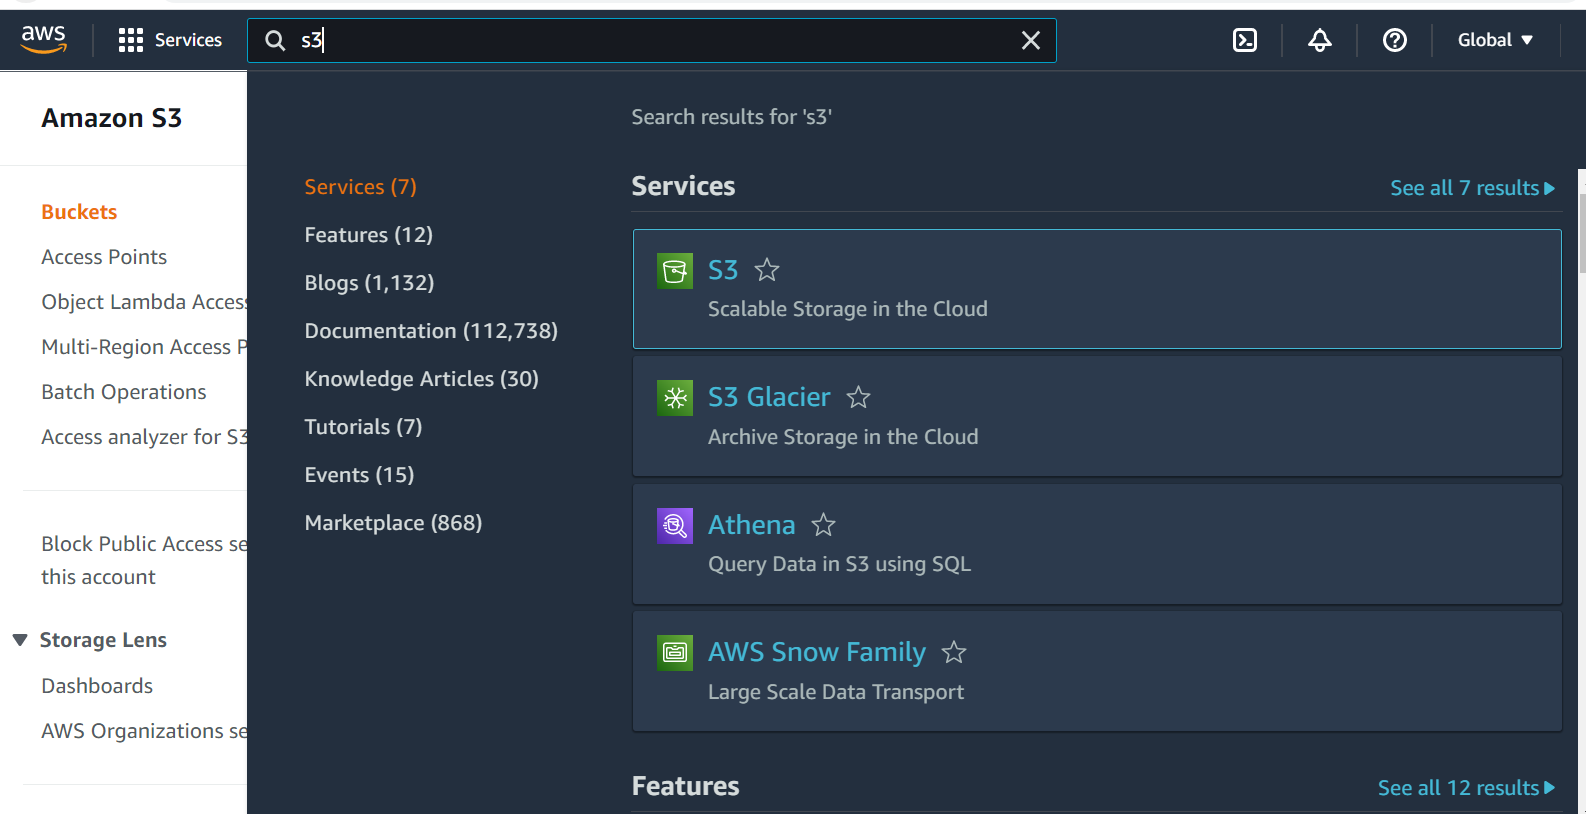 aws
Services
s3
Global
Amazon S3
Buckets
Access Points
Object Lambda Acces
Multi-Region Access P
Batch Operations
Access analyzer for S3
Block Public Access se
this account
Storage Lens
Dashboards
AWS Organizations se
Search results for 's3'
Services (7)
Features (12)
Blogs (1,132)
Documentation (112,738)
Knowledge Articles (30)
Tutorials (7)
Events (15)
Marketplace (868)
Services
See all 7 results
S3
Scalable Storage in the Cloud
S3 Glacier
Archive Storage in the Cloud
Athena
Query Data in S3 using SQL
AWS Snow Family
Large Scale Data Transport
Features
See all 12 results